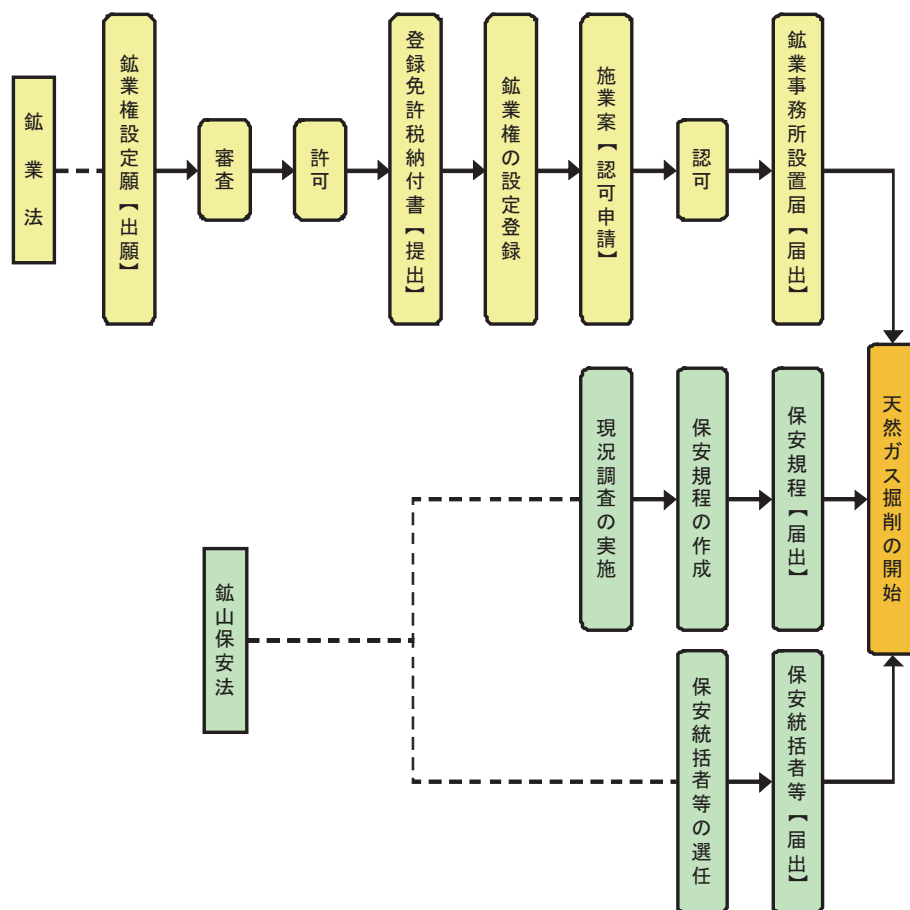 鉱業法
鉱業権設定願【出願】
審査
許可
登録免許税納付書【提出】
鉱業権の設定登録
施業案【認可申請】
認可
鉱業事務所設置届【届出】
天然ガス掘削の開始
鉱山保安法
現況調査の実施
保安規程の作成
保安規程【届出】
保安統括者等の選任
保安統括者等【届出】